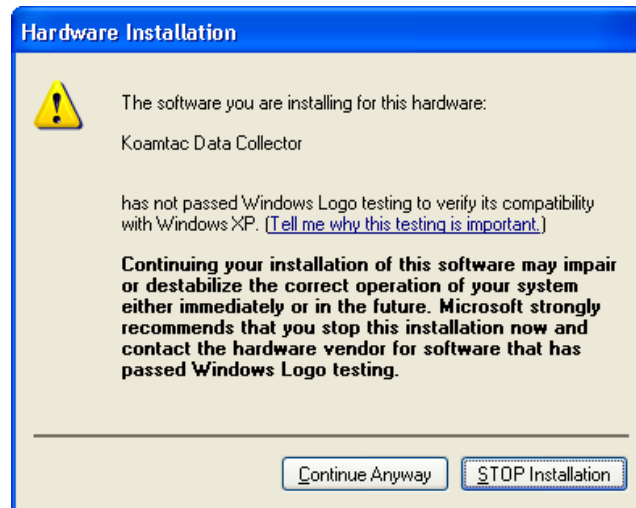 Hardware Installation
The software you are installing for this hardware:
Koamtac Data Collector
has not passed Windows Logo testing to verify its compatibility
with Windows XP. (Tell me why this testing is important.)
Continuing your installation of this software may impair
or destabilize the correct operation of your system
either immediately or in the future. Microsoft strongly
recommends that you stop this installation now and
contact the hardware vendor for software that has
passed Windows Logo testing.
Continue Anyway
STOP Installation